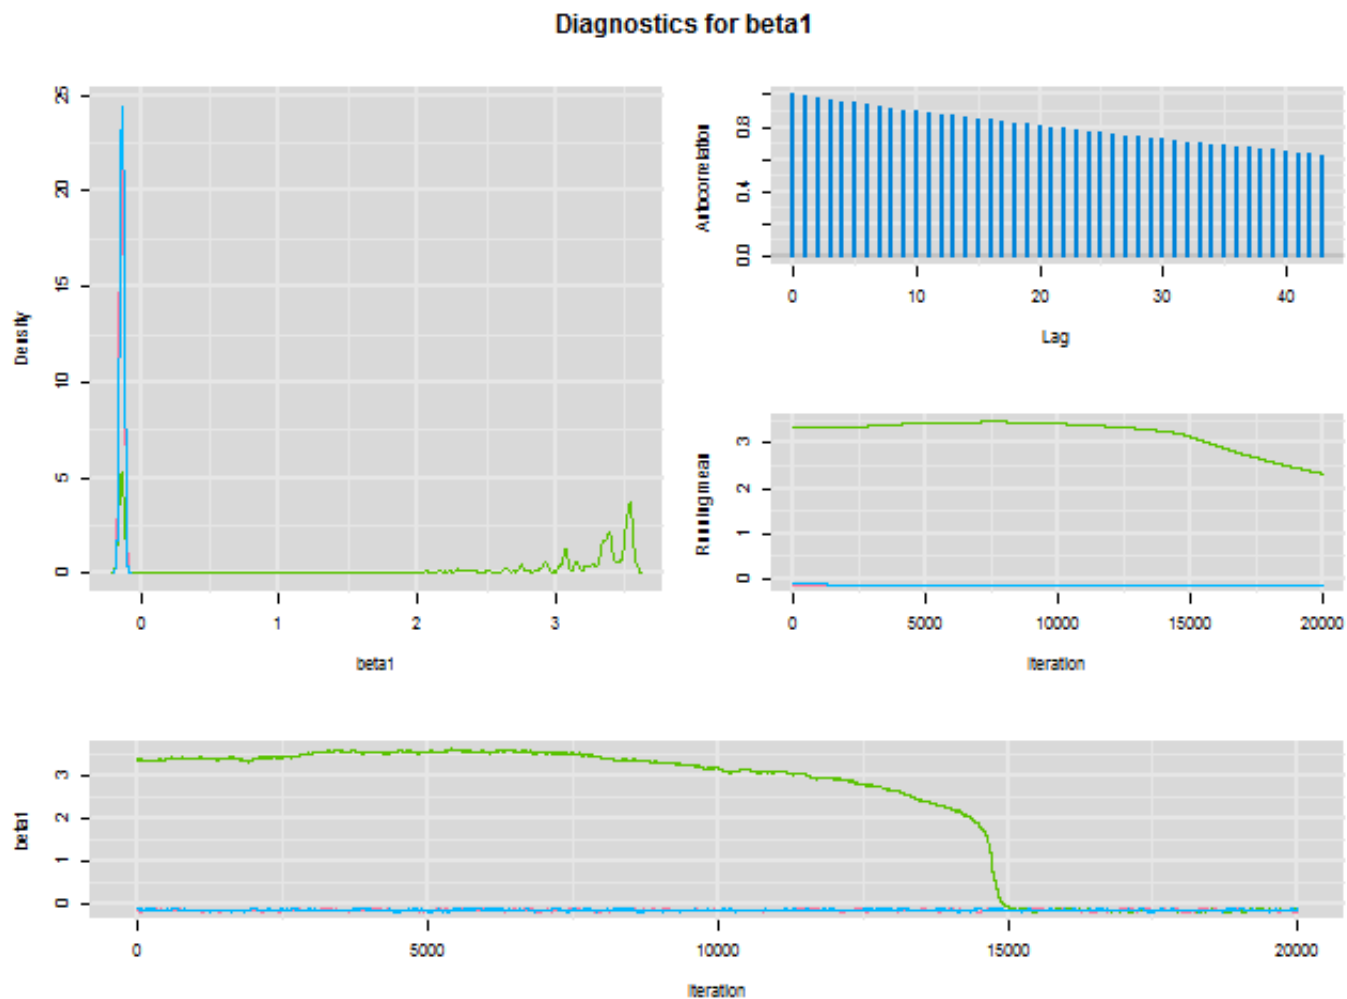 Diagnostics for beta1
25
20
15
10
5
0
Density
0 1 2 3
beta1
0.8
0.4
0.0
Autocorrelation
0 10 20 30 40
Lag
3
2
1
0
Running mean
0 5000 10000 15000 20000
Iteration
3
2
1
0
beta1
0 5000 10000 15000 20000
Iteration